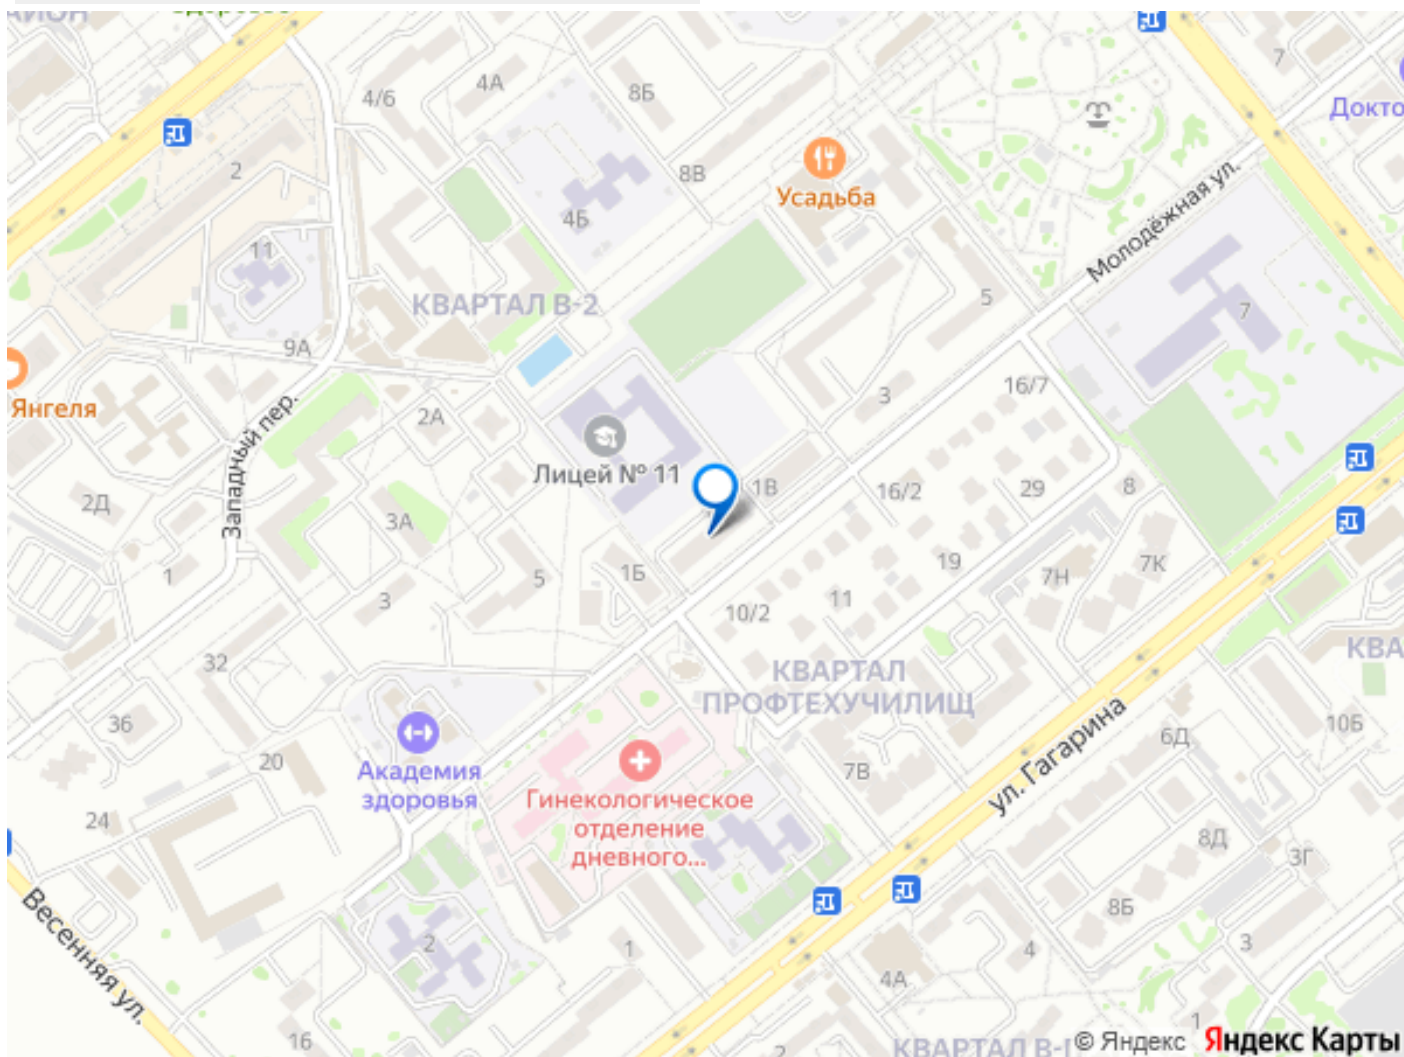 4/6
4А
8Б
7
Докто
2
8В
Усадьба
4Б
Молодёжная ул.
11
КВАРТАЛ В-2
5
7
9А
Янгеля
Западный пер.
2А
3
16/7
Лицей № 11
1В
16/2
29
8
2Д
3А
1
5
1Б
3
19
7Н
7К
10/2
11
32
КВАРТАЛ
ПРОФТЕХУЧИЛИЩ
КВА
36
20
Академия
здоровья
Гинекологическое
отделение
дневного...
7В
ул. Гагарина
6Д
10Б
24
8Д
3Г
Весенняя ул.
2
1
8Б
4
3
4А
16
2
КВАРТАЛ В-
1
© Яндекс Яндекс Карты